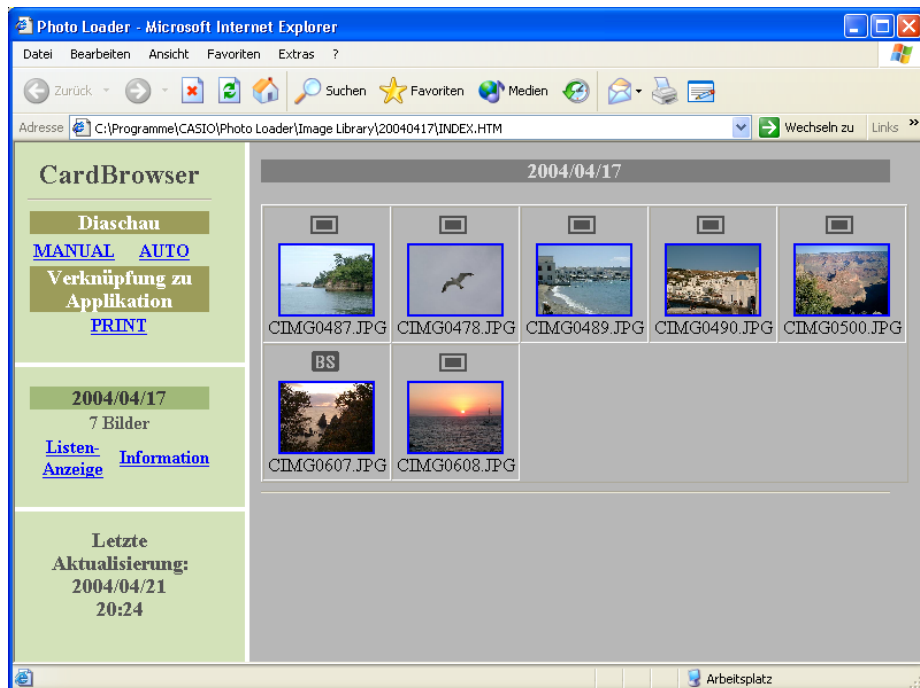 Photo Loader - Microsoft Internet Explorer
Datei Bearbeiten Ansicht Favoriten Extras ?
Zurück Suchen Favoriten Medien
Adresse C:\Programme\CASIO\Photo Loader\Image Library\20040417\INDEX.HTM Wechseln zu Links »
CardBrowser
Diaschau
MANUAL AUTO
Verknüpfung zu
Applikation
PRINT
2004/04/17
7 Bilder
Listen-
Anzeige
Information
Letzte
Aktualisierung:
2004/04/21
20:24
2004/04/17
CIMG0487.JPG CIMG0478.JPG CIMG0489.JPG CIMG0490.JPG CIMG0500.JPG
BS
CIMG0607.JPG CIMG0608.JPG
Arbeitsplatz